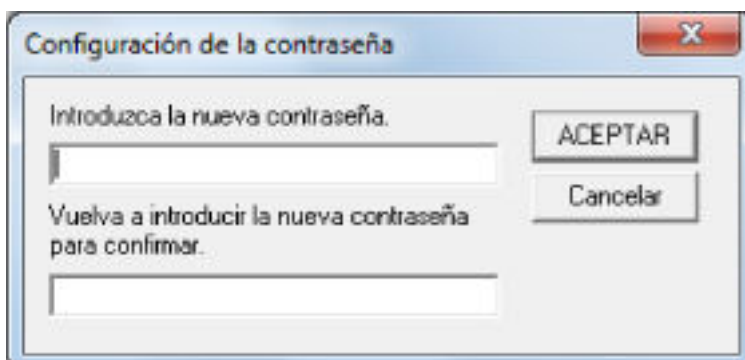 Configuración de la contraseña
Introduzca la nueva contraseña.
ACEPTAR
Cancelar
Vuelva a introducir la nueva contraseña
para confirmar.